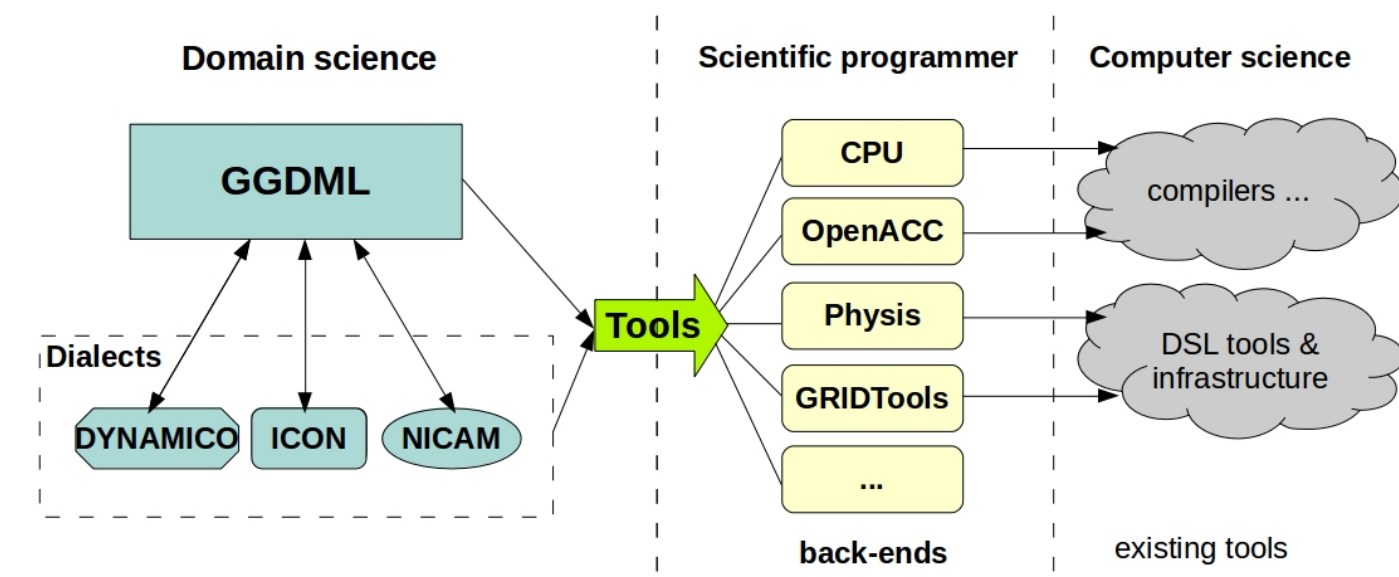 Domain science
Scientific programmer
Computer science
GGDML
Dialects
DYNAMICO
ICON
NICAM
Tools
CPU
OpenACC
Physis
GRIDTools
...
back-ends
compilers ...
DSL tools &
infrastructure
existing tools